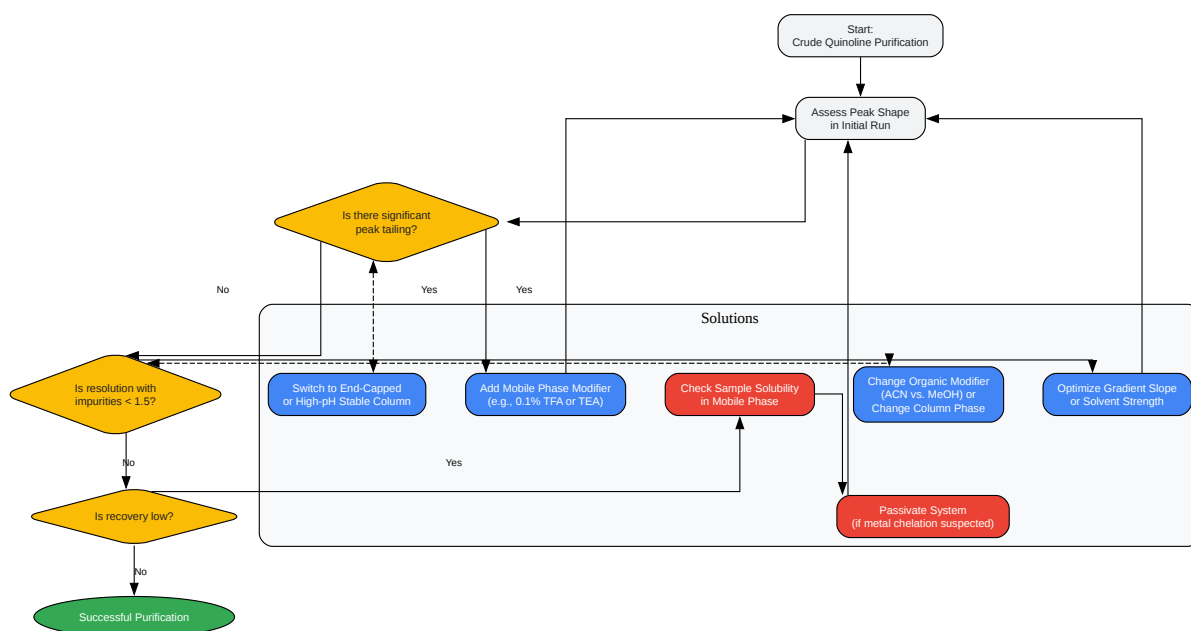 Start:
Crude Quinoline Purification
Assess Peak Shape
in Initial Run
Is there significant
peak tailing?
No
Yes
Yes
Solutions
Is resolution with
impurities < 1.5?
Switch to End-Capped
or High-pH Stable Column
Add Mobile Phase Modifier
(e.g., 0.1% TFA or TEA)
Check Sample Solubility
in Mobile Phase
Change Organic Modifier
(ACN vs. MeOH) or
Change Column Phase
Optimize Gradient Slope
or Solvent Strength
No
Yes
Is recovery low?
Passivate System
(if metal chelation suspected)
No
Successful Purification